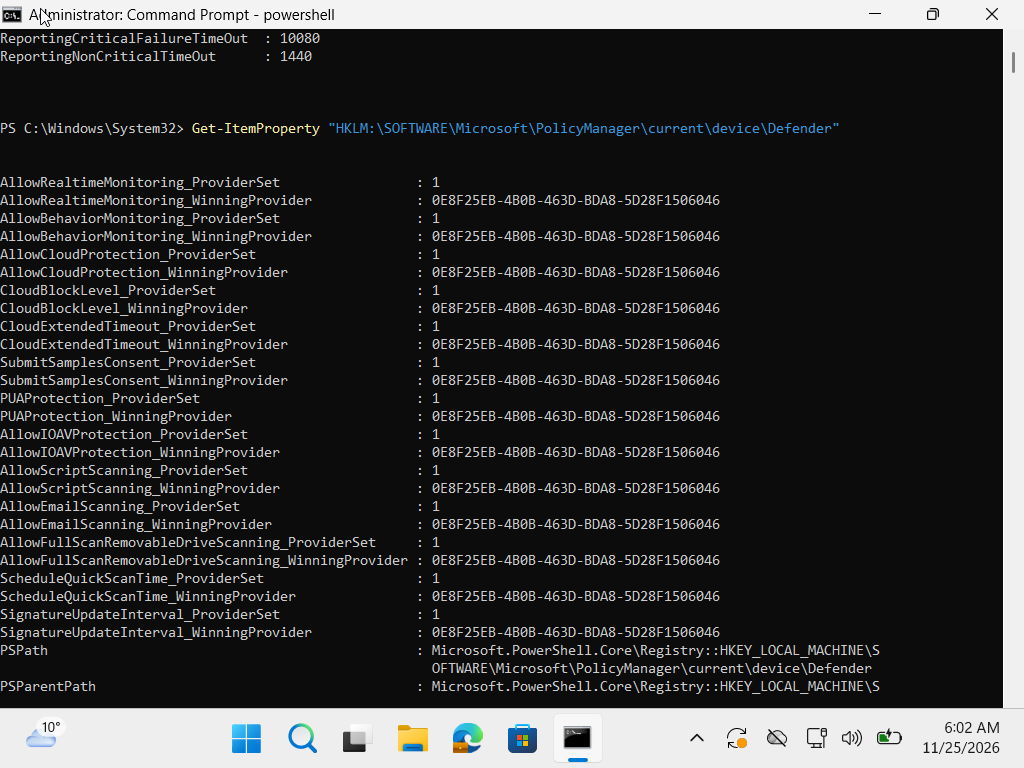 Administrator: Command Prompt - powershell
ReportingCriticalFailureTimeOut : 10080
ReportingNonCriticalTimeOut : 1440
PS C:\Windows\System32> Get-ItemProperty "HKLM:\SOFTWARE\Microsoft\PolicyManager\current\device\Defender"
AllowRealtimeMonitoring_ProviderSet : 1
AllowRealtimeMonitoring_WinningProvider : 0E8F25EB-4B0B-463D-BDA8-5D28F1506046
AllowBehaviorMonitoring_ProviderSet : 1
AllowBehaviorMonitoring_WinningProvider : 0E8F25EB-4B0B-463D-BDA8-5D28F1506046
AllowCloudProtection_ProviderSet : 1
AllowCloudProtection_WinningProvider : 0E8F25EB-4B0B-463D-BDA8-5D28F1506046
CloudBlockLevel_ProviderSet : 1
CloudBlockLevel_WinningProvider : 0E8F25EB-4B0B-463D-BDA8-5D28F1506046
CloudExtendedTimeout_ProviderSet : 1
CloudExtendedTimeout_WinningProvider : 0E8F25EB-4B0B-463D-BDA8-5D28F1506046
SubmitSamplesConsent_ProviderSet : 1
SubmitSamplesConsent_WinningProvider : 0E8F25EB-4B0B-463D-BDA8-5D28F1506046
PUAProtection_ProviderSet : 1
PUAProtection_WinningProvider : 0E8F25EB-4B0B-463D-BDA8-5D28F1506046
AllowIOAVProtection_ProviderSet : 1
AllowIOAVProtection_WinningProvider : 0E8F25EB-4B0B-463D-BDA8-5D28F1506046
AllowScriptScanning_ProviderSet : 1
AllowScriptScanning_WinningProvider : 0E8F25EB-4B0B-463D-BDA8-5D28F1506046
AllowEmailScanning_ProviderSet : 1
AllowEmailScanning_WinningProvider : 0E8F25EB-4B0B-463D-BDA8-5D28F1506046
AllowFullScanRemovableDriveScanning_ProviderSet : 1
AllowFullScanRemovableDriveScanning_WinningProvider : 0E8F25EB-4B0B-463D-BDA8-5D28F1506046
ScheduleQuickScanTime_ProviderSet : 1
ScheduleQuickScanTime_WinningProvider : 0E8F25EB-4B0B-463D-BDA8-5D28F1506046
SignatureUpdateInterval_ProviderSet : 1
SignatureUpdateInterval_WinningProvider : 0E8F25EB-4B0B-463D-BDA8-5D28F1506046
PSPath : Microsoft.PowerShell.Core\Registry::HKEY_LOCAL_MACHINE\S
OFTWARE\Microsoft\PolicyManager\current\device\Defender
PSParentPath : Microsoft.PowerShell.Core\Registry::HKEY_LOCAL_MACHINE\S
10°
6:02 AM
11/25/2026